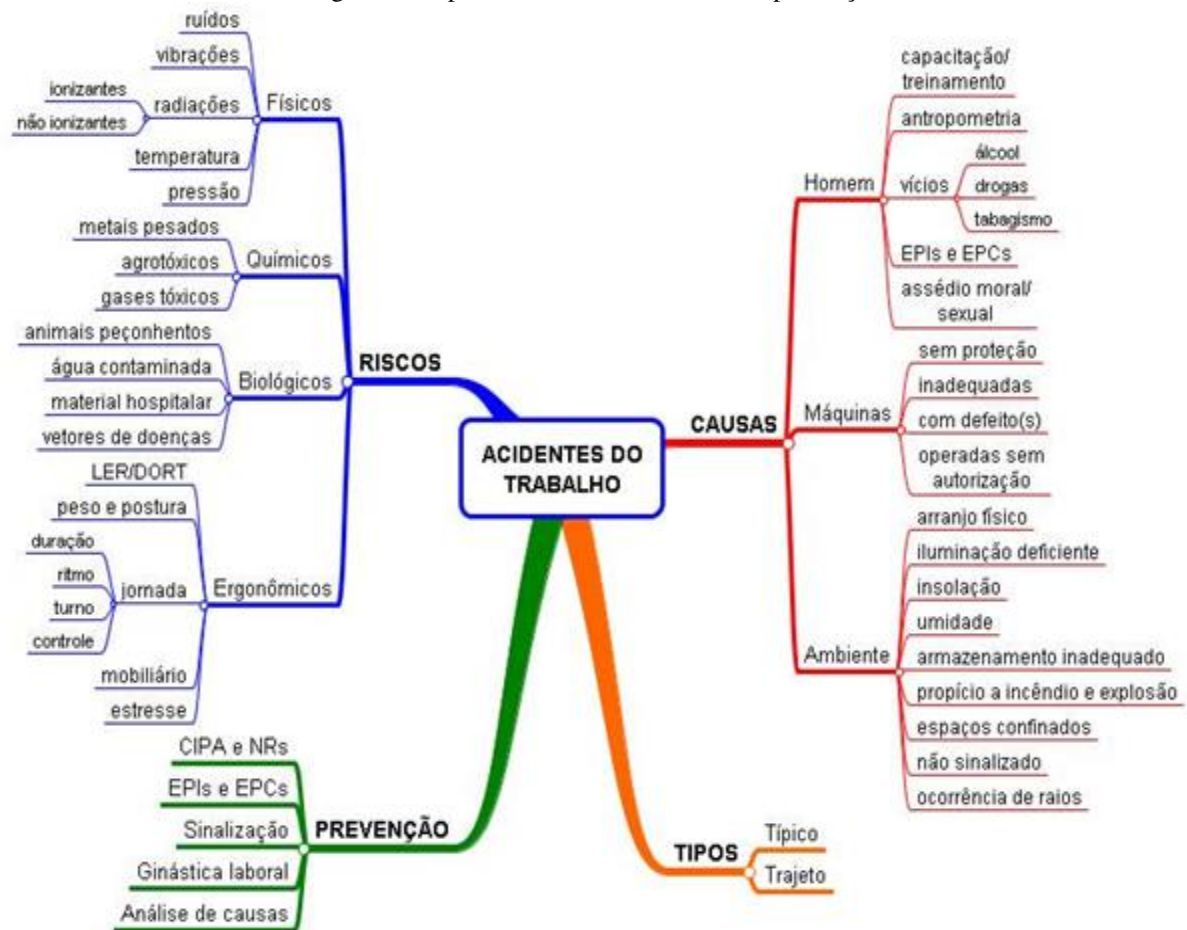 ruídos
vibrações
ionizantes
não ionizantes
radiações
Físicos
temperatura
pressão
metais pesados
agrotóxicos
Químicos
gases tóxicos
animais peçonhentos
água contaminada
Biológicos
material hospitalar
vetores de doenças
RISCOS
LER/DORT
peso e postura
duração
ritmo
turno
controle
jornada
Ergonômicos
mobiliário
estresse
ACIDENTES DO
TRABALHO
CAUSAS
Homem
capacitação/
treinamento
antropometria
vícios
álcool
drogas
tabagismo
EPIs e EPCs
assédio moral/
sexual
Máquinas
sem proteção
inadequadas
com defeito(s)
operadas sem
autorização
Ambiente
arranjo físico
iluminação deficiente
insolação
umidade
armazenamento inadequado
propício a incêndio e explosão
espaços confinados
não sinalizado
ocorrência de raios
CIPA e NRs
EPIs e EPCs
Sinalização
PREVENÇÃO
Ginástica laboral
Análise de causas
TIPOS
Típico
Trajeto